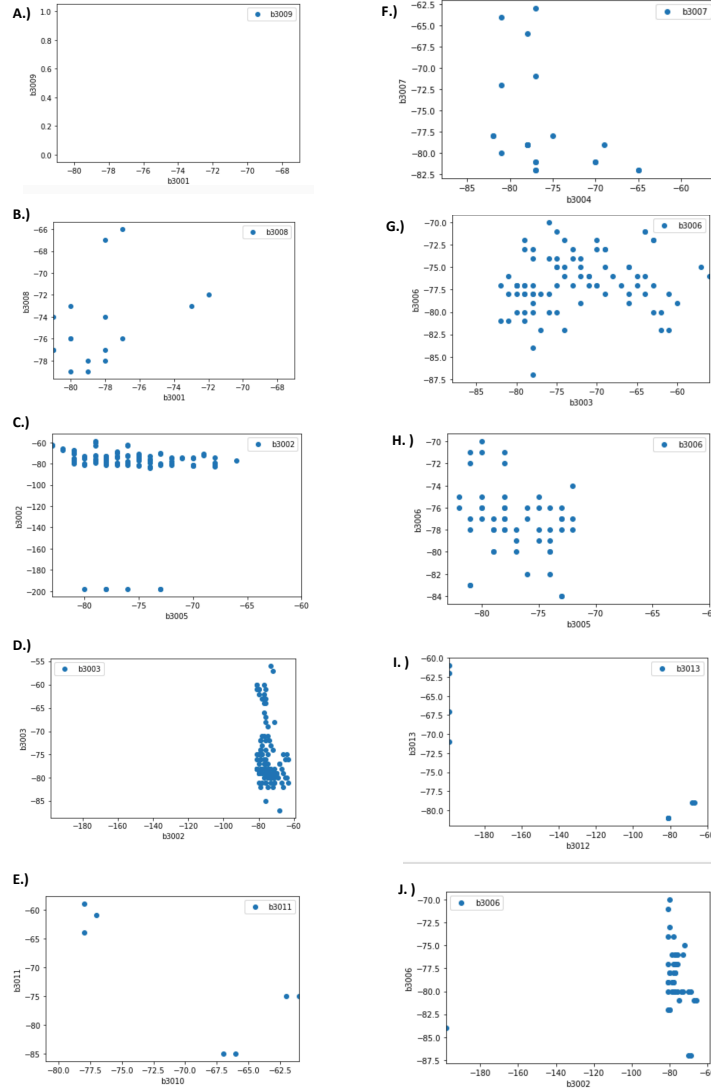 A.)
b3009
1.0
0.8
0.6
0.4
0.2
0.0
b3009
−80 −78 −76 −74 −72 −70 −68
b3001
B.)
b3008
−66
−68
−70
−72
−74
−76
−78
b3008
−80 −78 −76 −74 −72 −70 −68
b3001
C.)
b3002
−60
−80
−100
−120
−140
−160
−180
−200
b3002
−80 −75 −70 −65 −60
b3005
D.)
b3003
−55
−60
−65
−70
−75
−80
−85
b3003
−180 −160 −140 −120 −100 −80 −60
b3002
E.)
b3011
−60
−65
−70
−75
−80
−85
b3011
−80.0 −77.5 −75.0 −72.5 −70.0 −67.5 −65.0 −62.5
b3010
F.)
b3007
−62.5
−65.0
−67.5
−70.0
−72.5
−75.0
−77.5
−80.0
−82.5
b3007
−85 −80 −75 −70 −65 −60
b3004
G.)
b3006
−70.0
−72.5
−75.0
−77.5
−80.0
−82.5
−85.0
−87.5
b3006
−85 −80 −75 −70 −65 −60
b3003
H. )
b3006
−70
−72
−74
−76
−78
−80
−82
−84
b3006
−80 −75 −70 −65 −60
b3005
I. )
b3013
−60.0
−62.5
−65.0
−67.5
−70.0
−72.5
−75.0
−77.5
−80.0
b3013
−180 −160 −140 −120 −100 −80 −60
b3012
J. )
b3006
−70.0
−72.5
−75.0
−77.5
−80.0
−82.5
−85.0
−87.5
b3006
−180 −160 −140 −120 −100 −80 −60
b3002